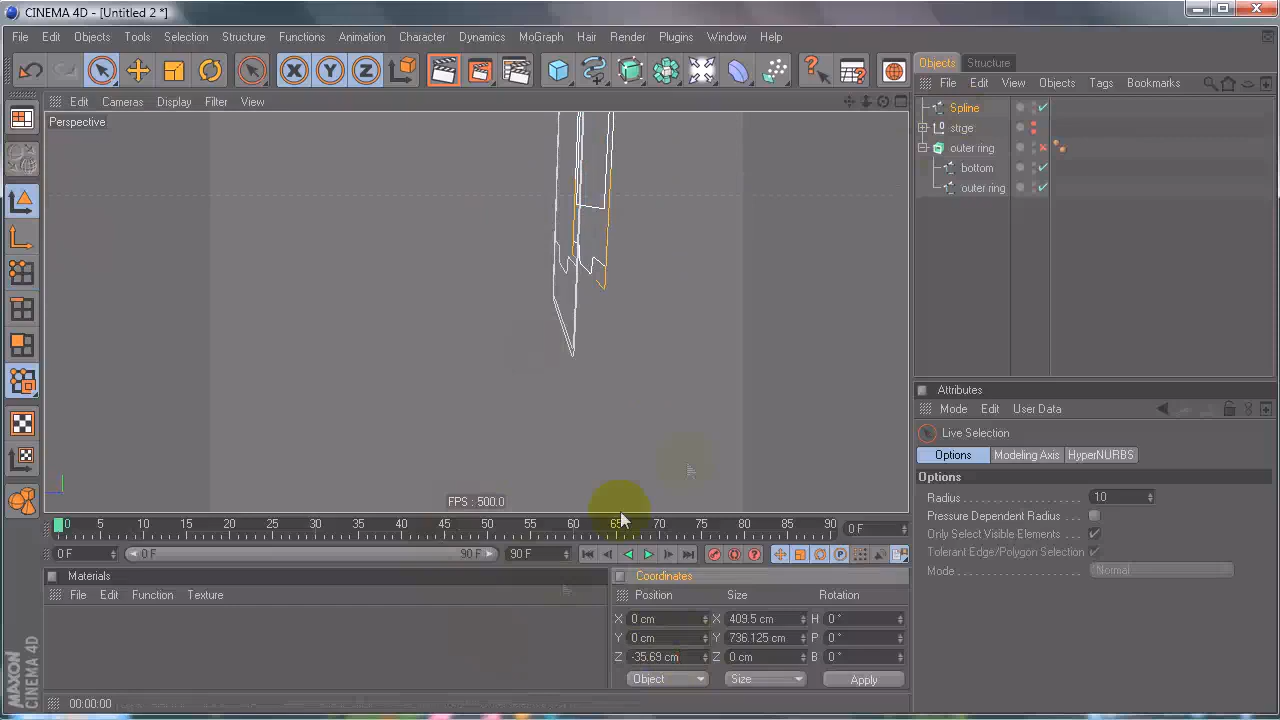 CINEMA 4D - [Untitled 2 *]
File Edit Objects Tools Selection Structure Functions Animation Character Dynamics MoGraph Hair Render Plugins Window Help
X Y Z
Objects Structure
Edit Cameras Display Filter View
File Edit View Objects Tags Bookmarks
Perspective
Spline
strge
outer ring
bottom
outer ring
Attributes
Mode Edit User Data
Live Selection
Options Modeling Axis HyperNURBS
Options
Radius 10
Pressure Dependent Radius
Only Select Visible Elements
Tolerant Edge/Polygon Selection
Mode Normal
FPS : 500.0
0 5 10 15 20 25 30 35 40 45 50 55 60 65 70 75 80 85 90 0 F
0 F 0 F 90 F 90 F
Materials
File Edit Function Texture
Coordinates
Position Size Rotation
X 0 cm X 409.5 cm H 0 °
Y 0 cm Y 736.125 cm P 0 °
Z -35.69 cm Z 0 cm B 0 °
Object Size Apply
00:00:00
MAXON
CINEMA 4D